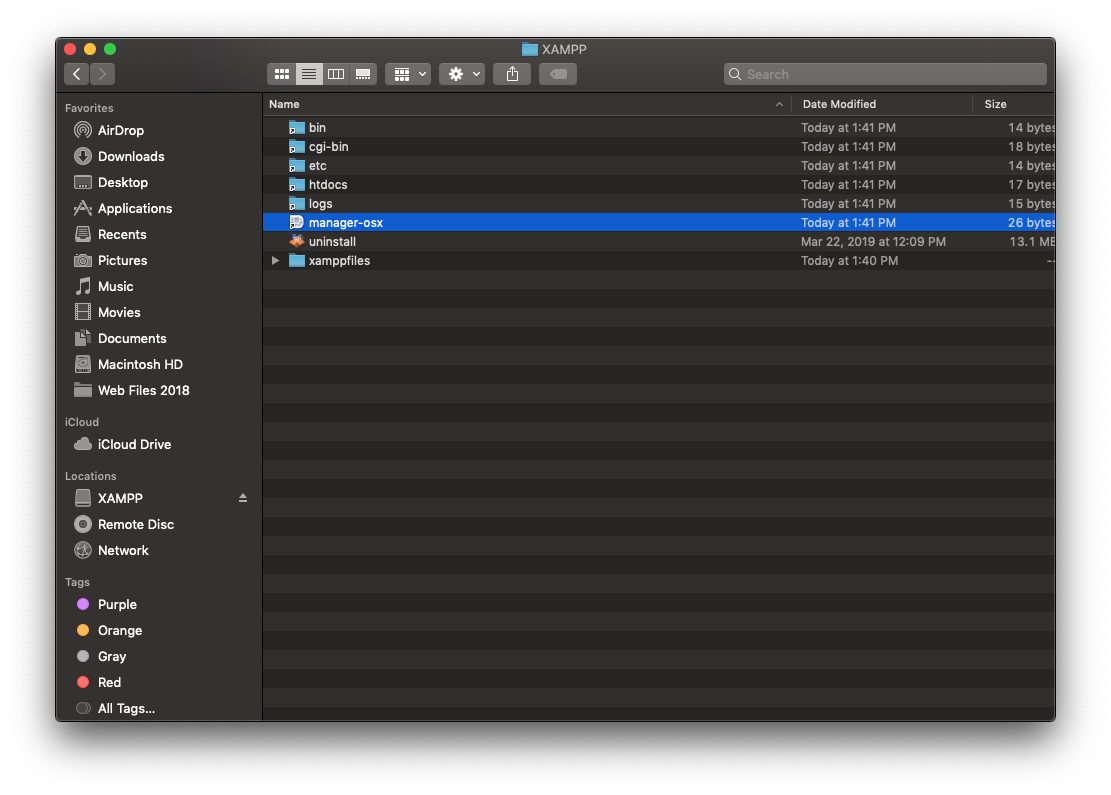 XAMPP
Search
Favorites
AirDrop
Downloads
Desktop
Applications
Recents
Pictures
Music
Movies
Documents
Macintosh HD
Web Files 2018
iCloud
iCloud Drive
Locations
XAMPP
Remote Disc
Network
Tags
Purple
Orange
Gray
Red
All Tags...
Name Date Modified Size
bin Today at 1:41 PM 14 bytes
cgi-bin Today at 1:41 PM 18 bytes
etc Today at 1:41 PM 14 bytes
htdocs Today at 1:41 PM 17 bytes
logs Today at 1:41 PM 15 bytes
manager-osx Today at 1:41 PM 26 bytes
uninstall Mar 22, 2019 at 12:09 PM 13.1 MB
xamppfiles Today at 1:40 PM --